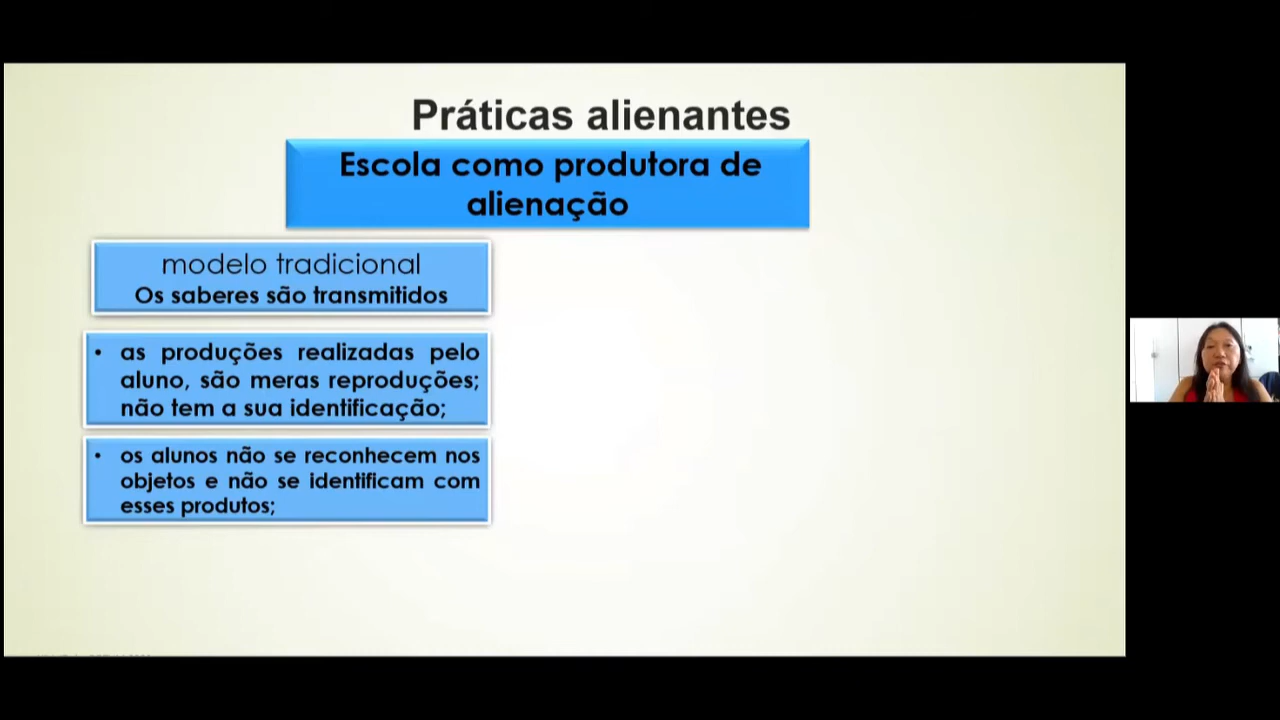 Práticas alienantes
Escola como produtora de
alienação
modelo tradicional
Os saberes são transmitidos
• as produções realizadas pelo
aluno, são meras reproduções;
não tem a sua identificação;
• os alunos não se reconhecem nos
objetos e não se identificam com
esses produtos;